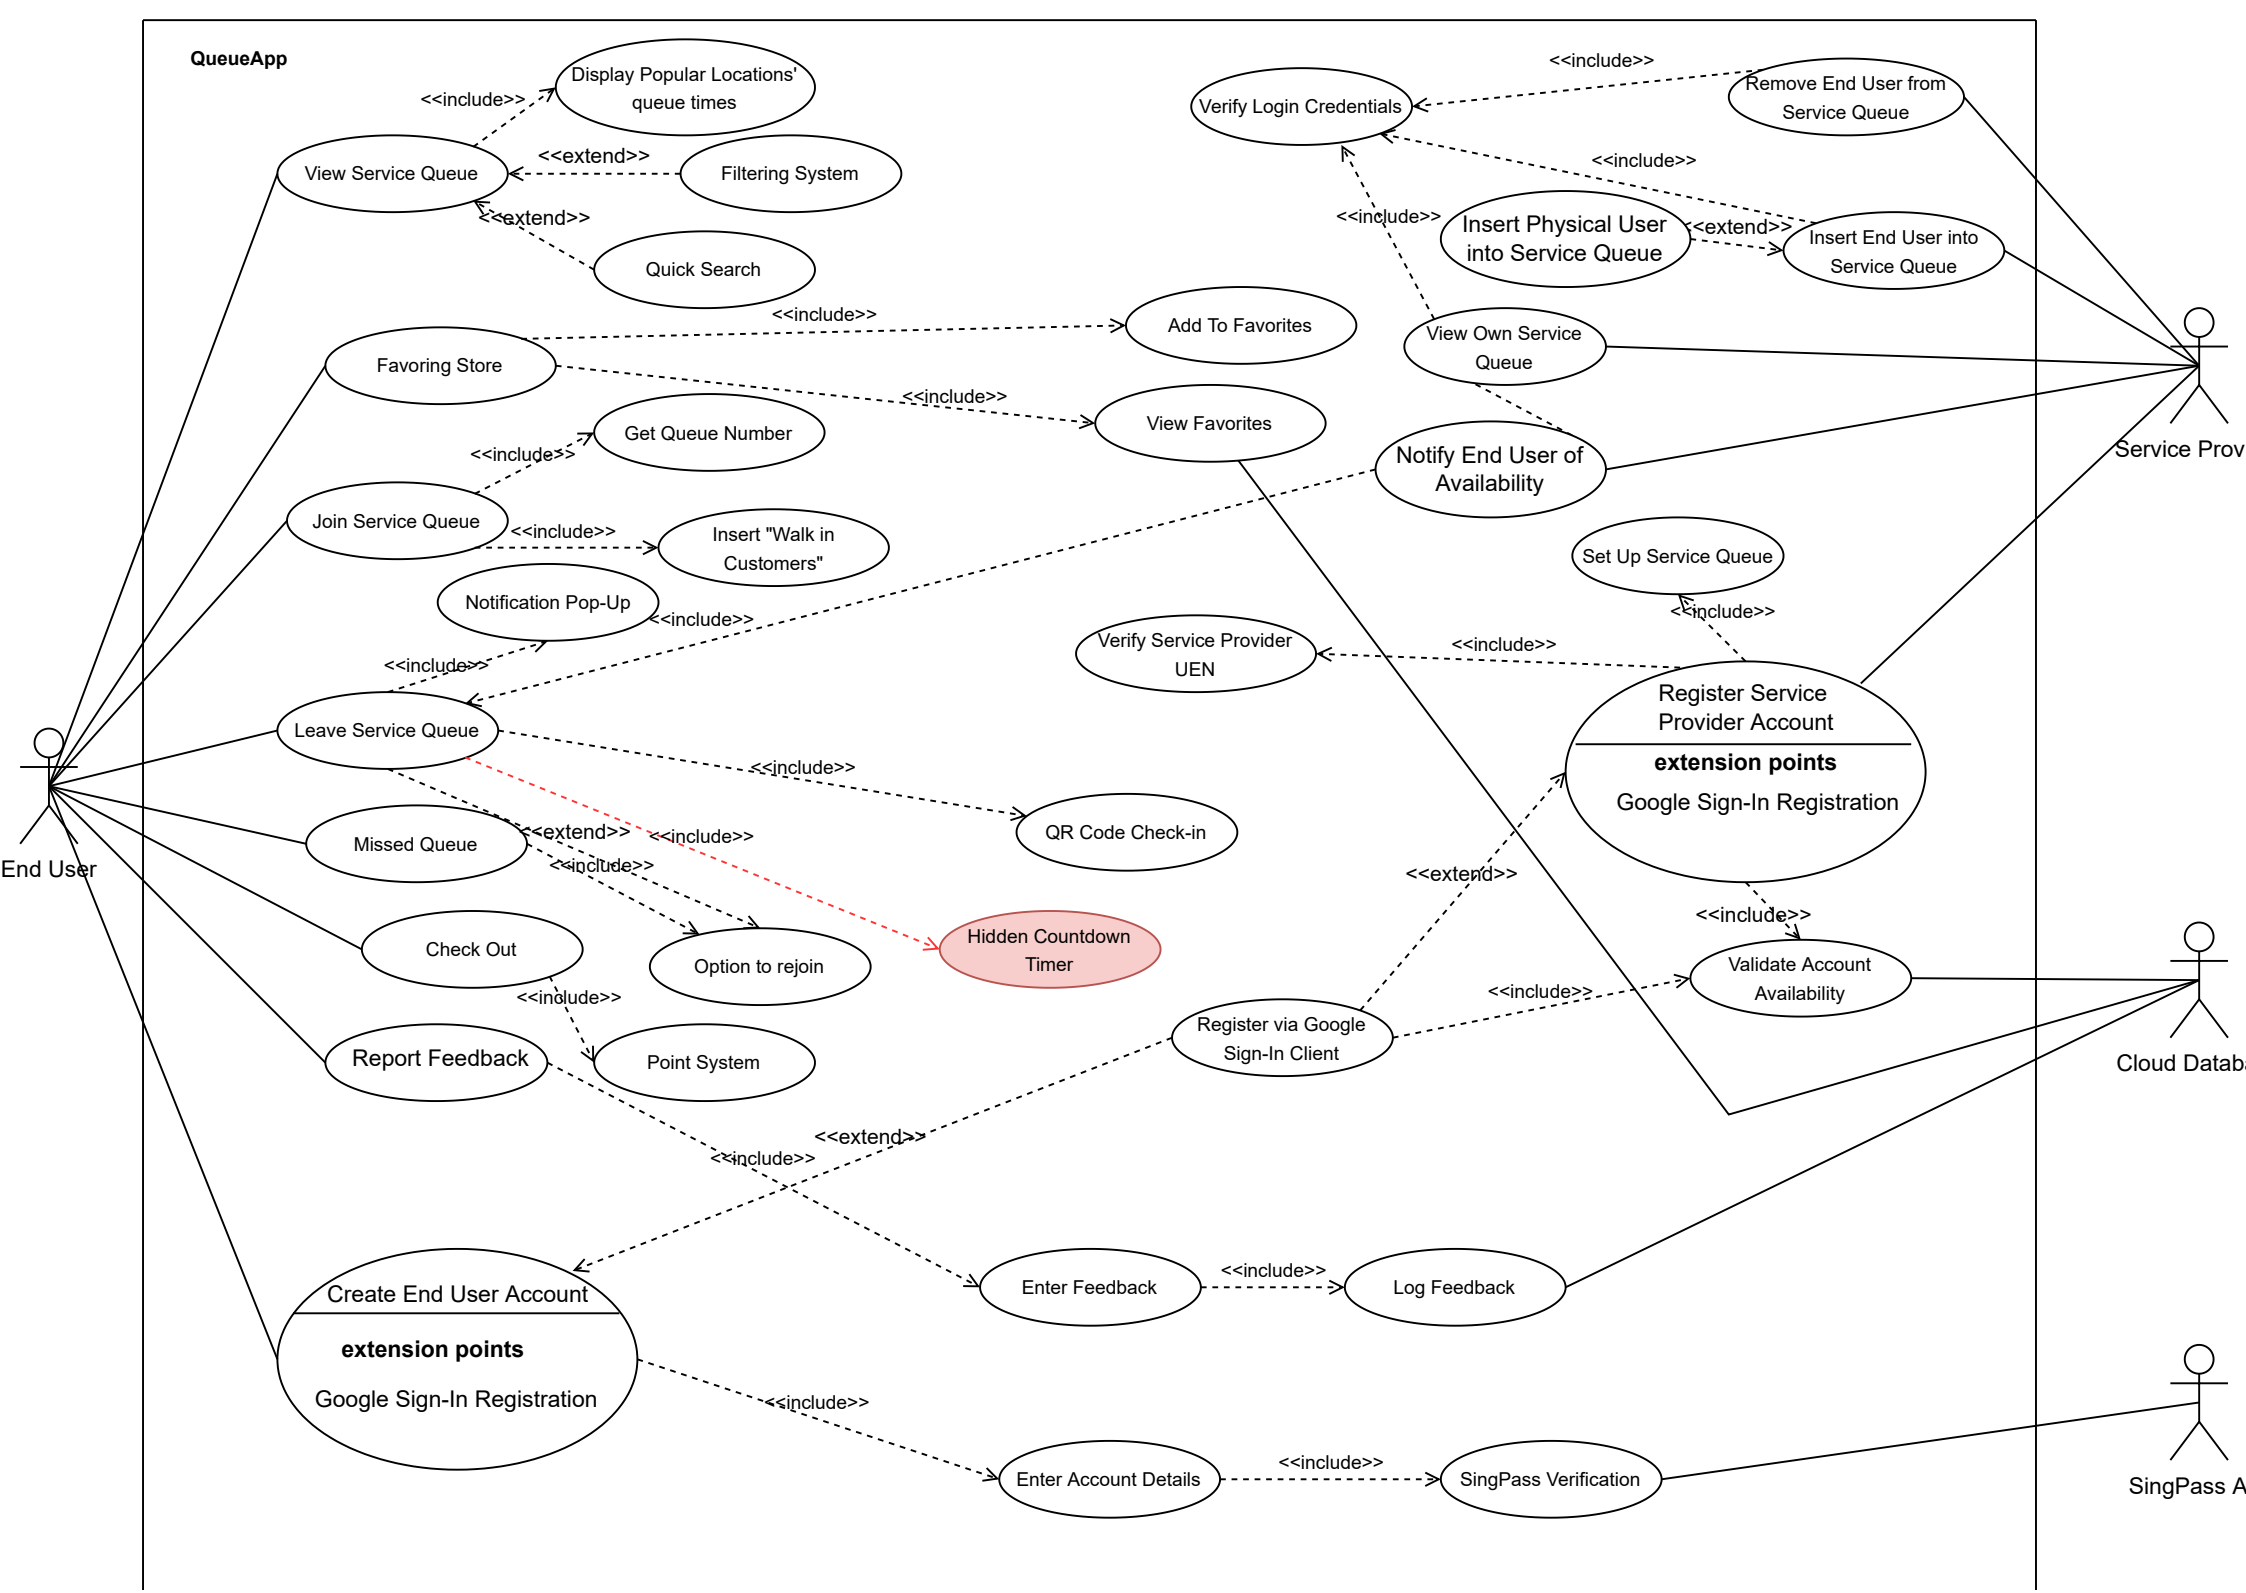 QueueApp
Display Popular Locations'
queue times
<<include>>
View Service Queue
<<extend>>
Filtering System
<<extend>>
Quick Search
Verify Login Credentials
<<include>>
Remove End User from
Service Queue
<<include>>
<<include>>
Insert Physical User
into Service Queue
<<extend>>
Insert End User into
Service Queue
<<include>>
Add To Favorites
View Own Service
Queue
Favoring Store
<<include>>
View Favorites
Get Queue Number
<<include>>
Notify End User of
Availability
Service Prov
Join Service Queue
<<include>>
Insert "Walk in
Customers"
Set Up Service Queue
Notification Pop-Up
<<include>>
<<include>>
Verify Service Provider
UEN
<<include>>
<<include>>
Register Service
Provider Account
extension points
Google Sign-In Registration
Leave Service Queue
<<include>>
QR Code Check-in
Missed Queue
<<extend>>
<<include>>
<<include>>
End User
<<extend>>
<<include>>
Check Out
Option to rejoin
Hidden Countdown
Timer
Validate Account
Availability
<<include>>
<<include>>
Register via Google
Sign-In Client
Report Feedback
Point System
Cloud Datab
<<extend>>
<<include>>
Create End User Account
extension points
Google Sign-In Registration
Enter Feedback
<<include>>
Log Feedback
<<include>>
Enter Account Details
<<include>>
SingPass Verification
SingPass A